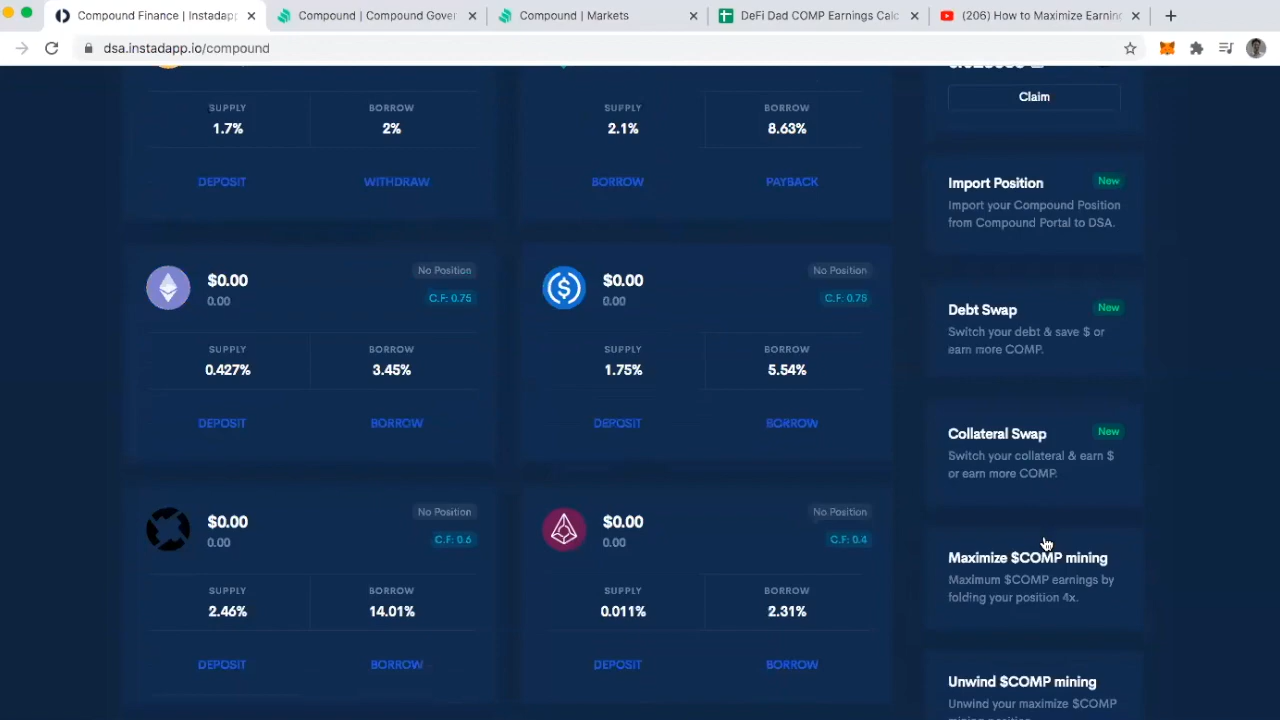 Compound Finance | Instadapp
Compound | Compound Gover
Compound | Markets
DeFi Dad COMP Earnings Calc
(206) How to Maximize Earning
dsa.instadapp.io/compound
SUPPLY
1.7%
BORROW
2%
DEPOSIT
WITHDRAW
SUPPLY
2.1%
BORROW
8.63%
BORROW
PAYBACK
Claim
Import Position
New
Import your Compound Position
from Compound Portal to DSA.
$0.00
0.00
No Position
C.F: 0.75
SUPPLY
0.427%
BORROW
3.45%
DEPOSIT
BORROW
$0.00
0.00
No Position
C.F: 0.75
SUPPLY
1.75%
BORROW
5.54%
DEPOSIT
BORROW
Debt Swap
New
Switch your debt & save $ or
earn more COMP.
Collateral Swap
New
Switch your collateral & earn $
or earn more COMP.
$0.00
0.00
No Position
C.F: 0.6
SUPPLY
2.46%
BORROW
14.01%
DEPOSIT
BORROW
$0.00
0.00
No Position
C.F: 0.4
SUPPLY
0.011%
BORROW
2.31%
DEPOSIT
BORROW
Maximize $COMP mining
Maximum $COMP earnings by
folding your position 4x.
Unwind $COMP mining
Unwind your maximize $COMP